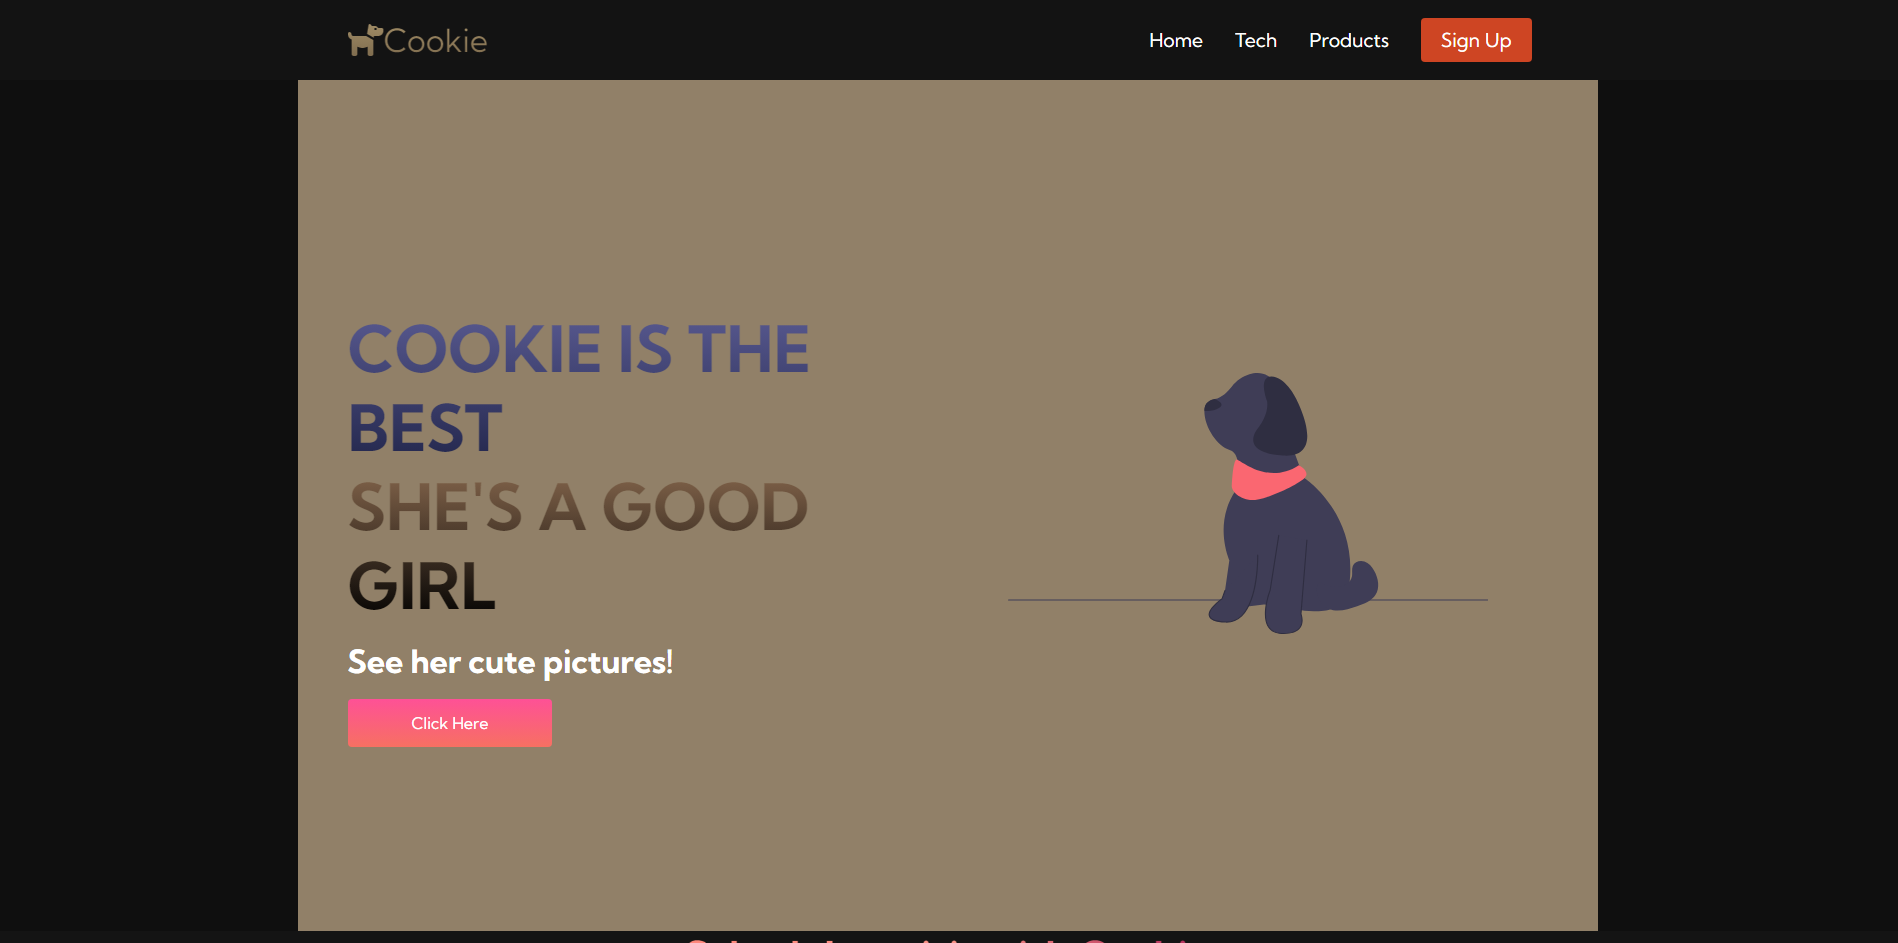 Cookie
Home Tech Products Sign Up
COOKIE IS THE
BEST
SHE'S A GOOD
GIRL
See her cute pictures!
Click Here